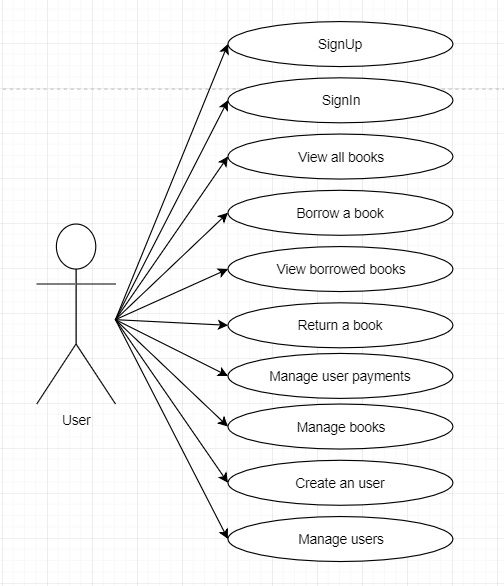 SignUp
SignIn
View all books
Borrow a book
View borrowed books
Return a book
Manage user payments
Manage books
Create an user
Manage users
User